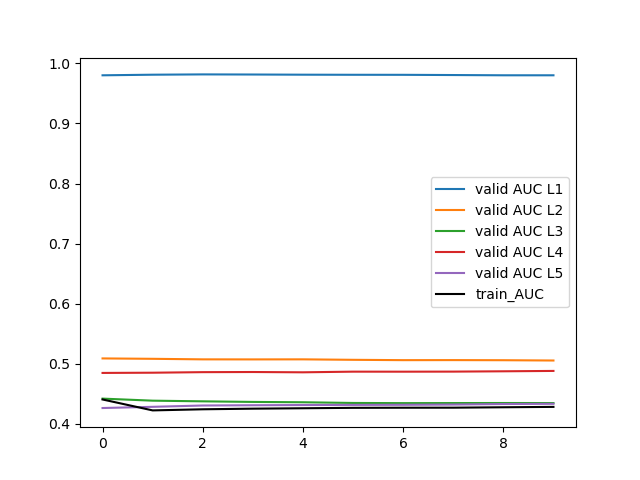 1.0
0.9
0.8
0.7
0.6
0.5
0.4
0 2 4 6 8
valid AUC L1
valid AUC L2
valid AUC L3
valid AUC L4
valid AUC L5
train_AUC